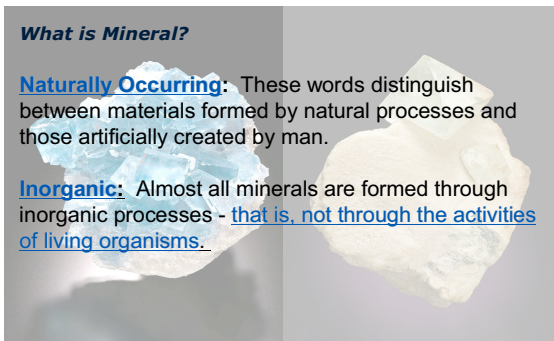 What is Mineral?
Naturally Occurring: These words distinguish
between materials formed by natural processes and
those artificially created by man.
Inorganic: Almost all minerals are formed through
inorganic processes - that is, not through the activities
of living organisms.